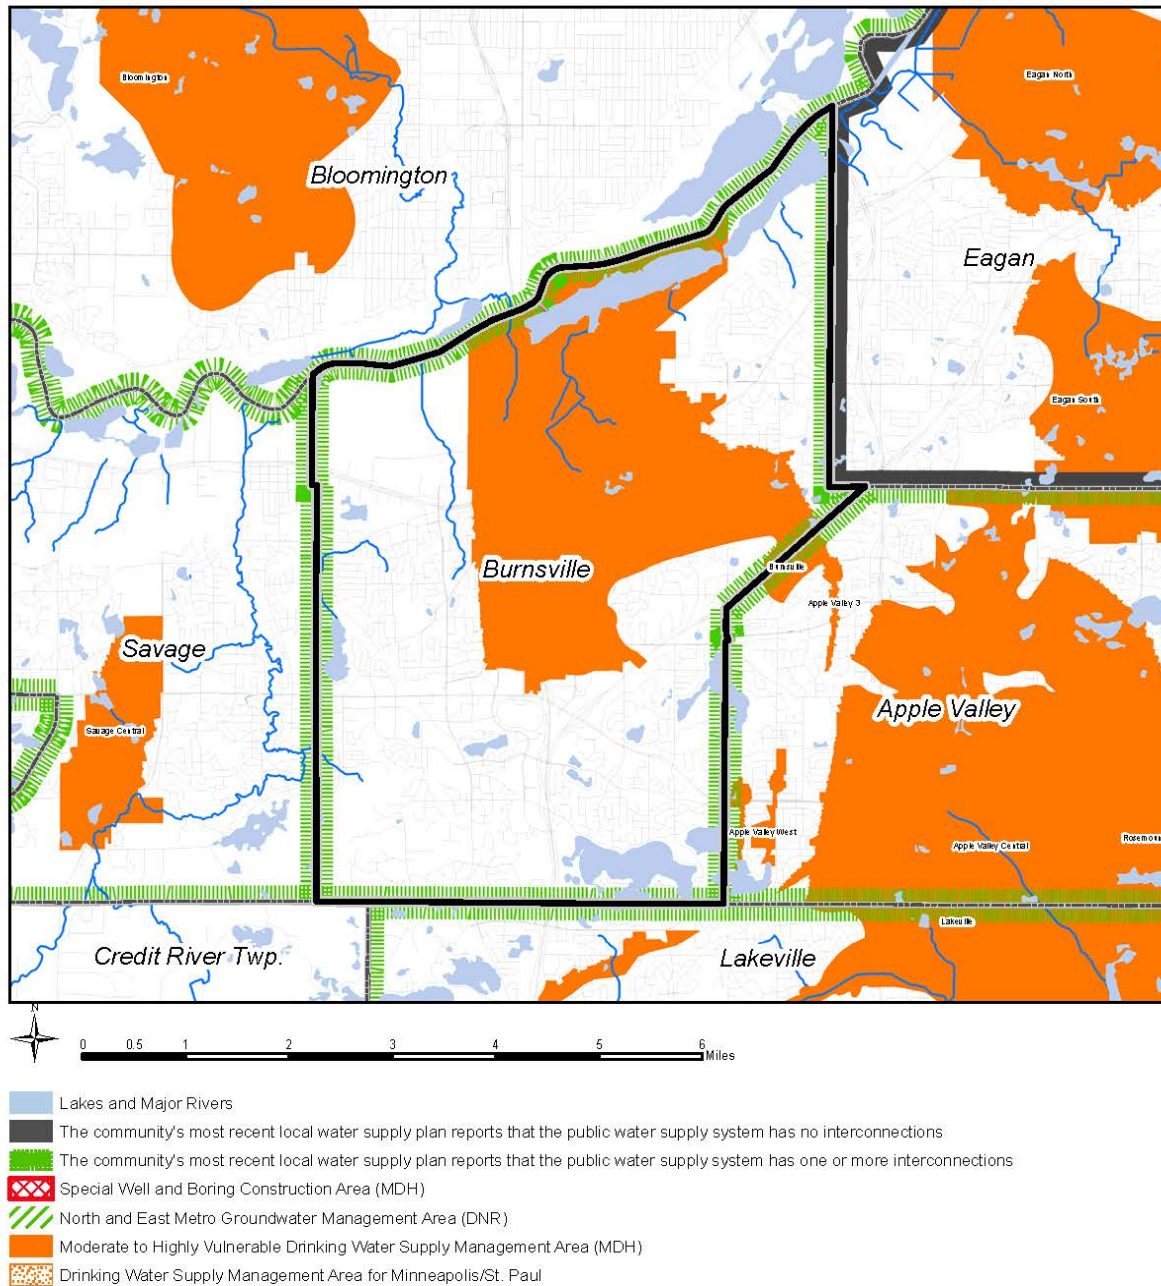 Bloomington
Eagan North
Bloomington
Eagan
Eagan South
Burnsville
Burnsville
Apple Valley 3
Savage
Apple Valley
Savage Central
Apple Valley West
Apple Valley Central
Lakeville
Credit River Twp.
Lakeville
N
0 0.5 1 2 3 4 5 6
Miles
Lakes and Major Rivers
The community's most recent local water supply plan reports that the public water supply system has no interconnections
The community's most recent local water supply plan reports that the public water supply system has one or more interconnections
Special Well and Boring Construction Area (MDH)
North and East Metro Groundwater Management Area (DNR)
Moderate to Highly Vulnerable Drinking Water Supply Management Area (MDH)
Drinking Water Supply Management Area for Minneapolis/St. Paul